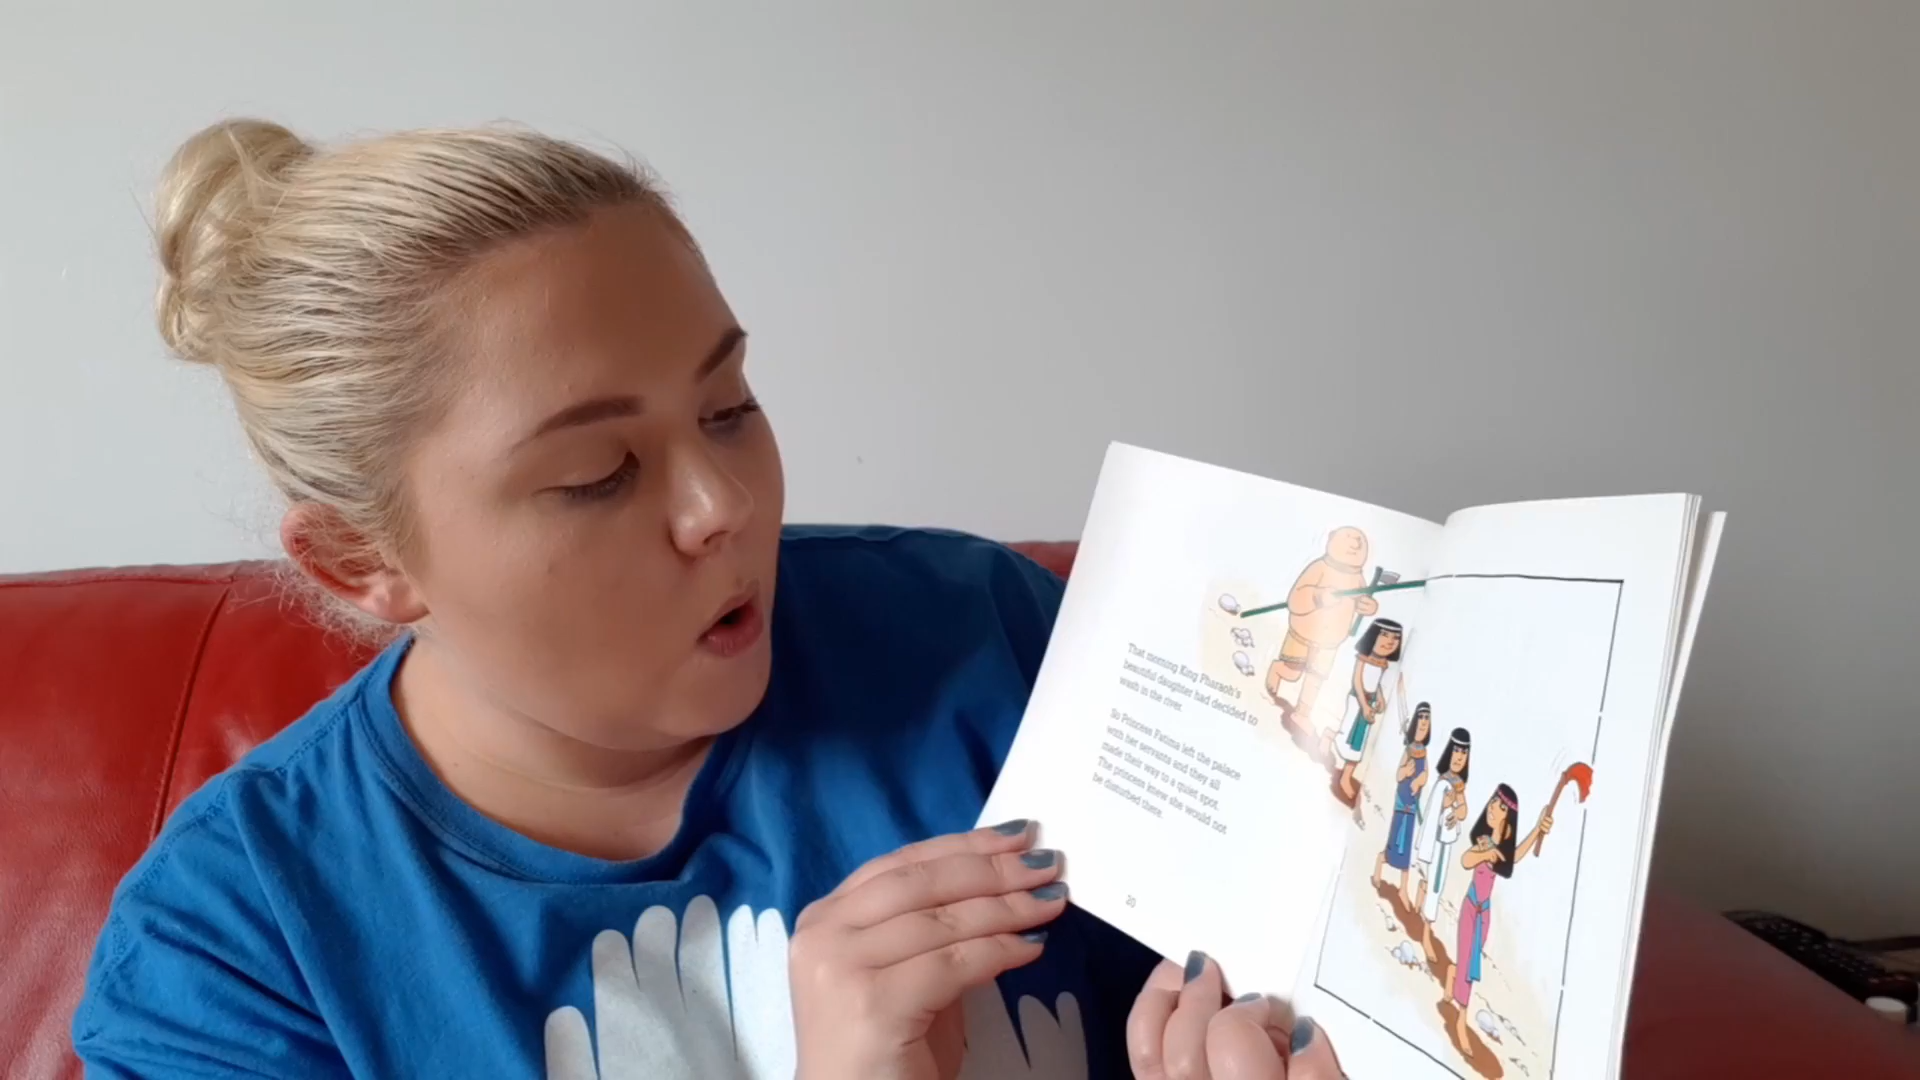 That morning King Pharaoh's
beautiful daughter had decided to
wash in the river.
So Princess Fatima left the palace
with her servants and they all
made their way to a quiet spot.
The princess knew she would not
be disturbed there.
20